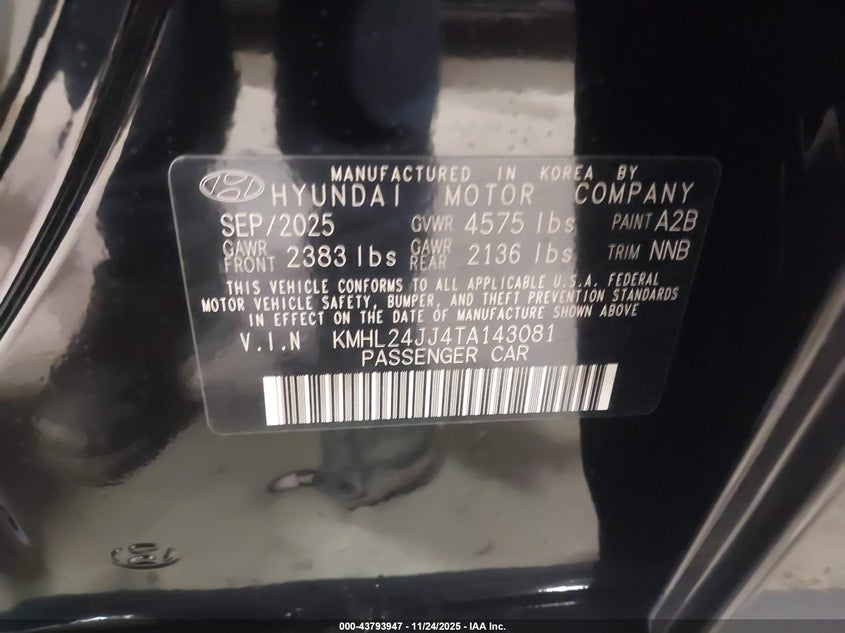 MANUFACTURED IN KOREA BY
HYUNDAI MOTOR COMPANY
SEP/2025 GVWR 4575 lbs PAINT A2B
GAWR FRONT 2383 lbs GAWR REAR 2136 lbs TRIM NNB
THIS VEHICLE CONFORMS TO ALL APPLICABLE U.S.A. FEDERAL
MOTOR VEHICLE SAFETY, BUMPER, AND THEFT PREVENTION STANDARDS
IN EFFECT ON THE DATE OF MANUFACTURE SHOWN ABOVE
V.I.N KMHL24JJ4TA143081
PASSENGER CAR
000-43793947 - 11/24/2025 - IAA Inc.